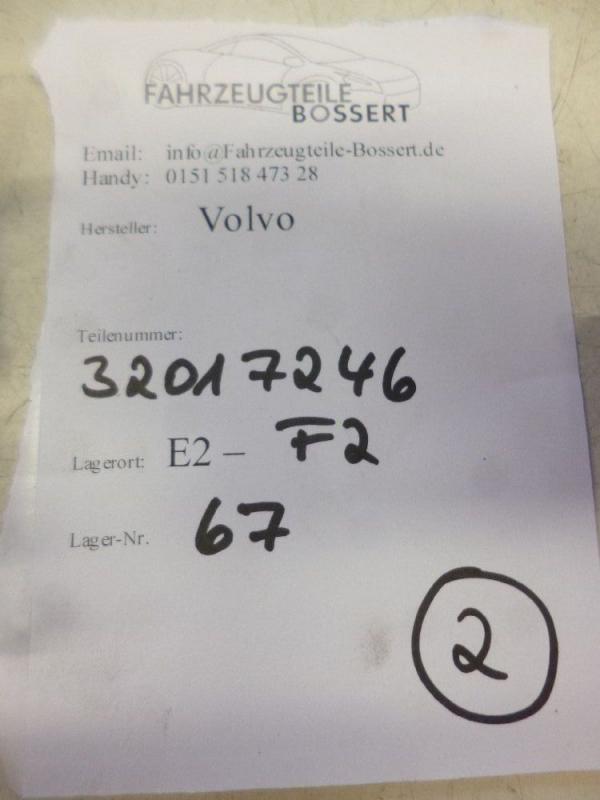 FAHRZEUGTEILE
BOSSERT
Email: info@Fahrzeugteile-Bossert.de
Handy: 0151 518 473 28
Hersteller: Volvo
Teilenummer:
32017246
Lagerort: E2 – F2
Lager-Nr. 67
2